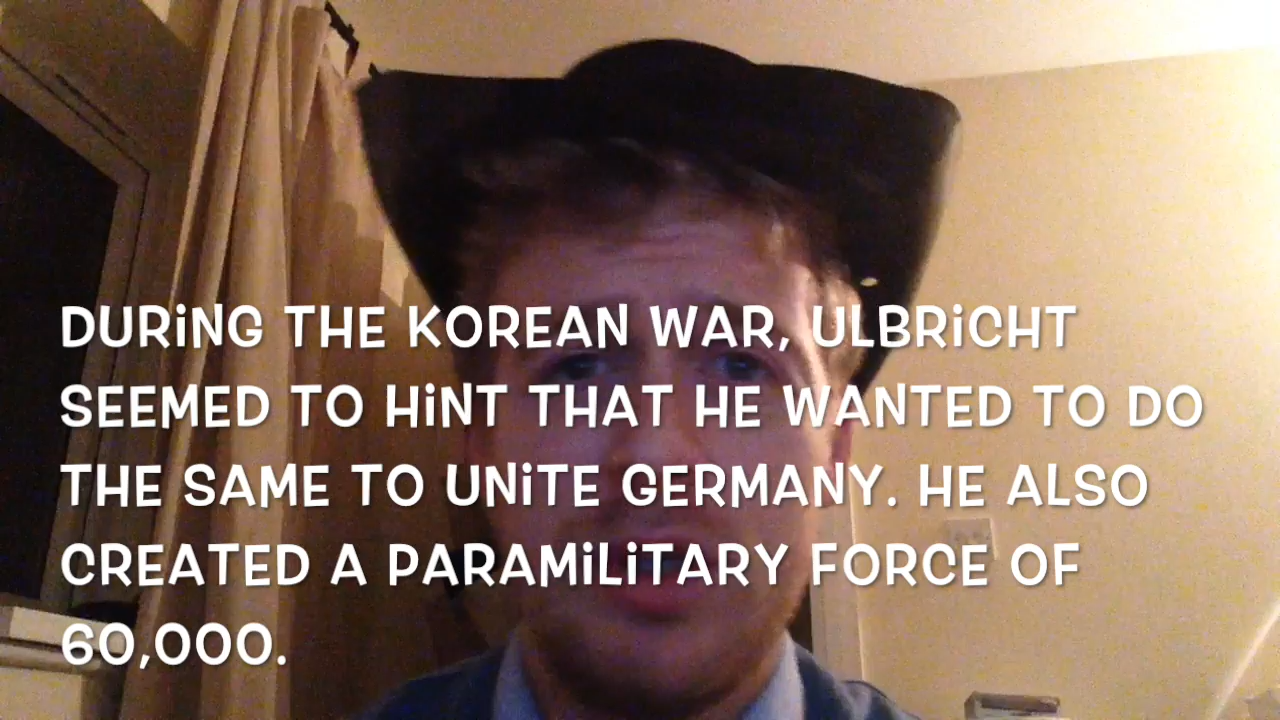 DURING THE KOREAN WAR, ULBRICHT
SEEMED TO HINT THAT HE WANTED TO DO
THE SAME TO UNITE GERMANY. HE ALSO
CREATED A PARAMILITARY FORCE OF
60,000.